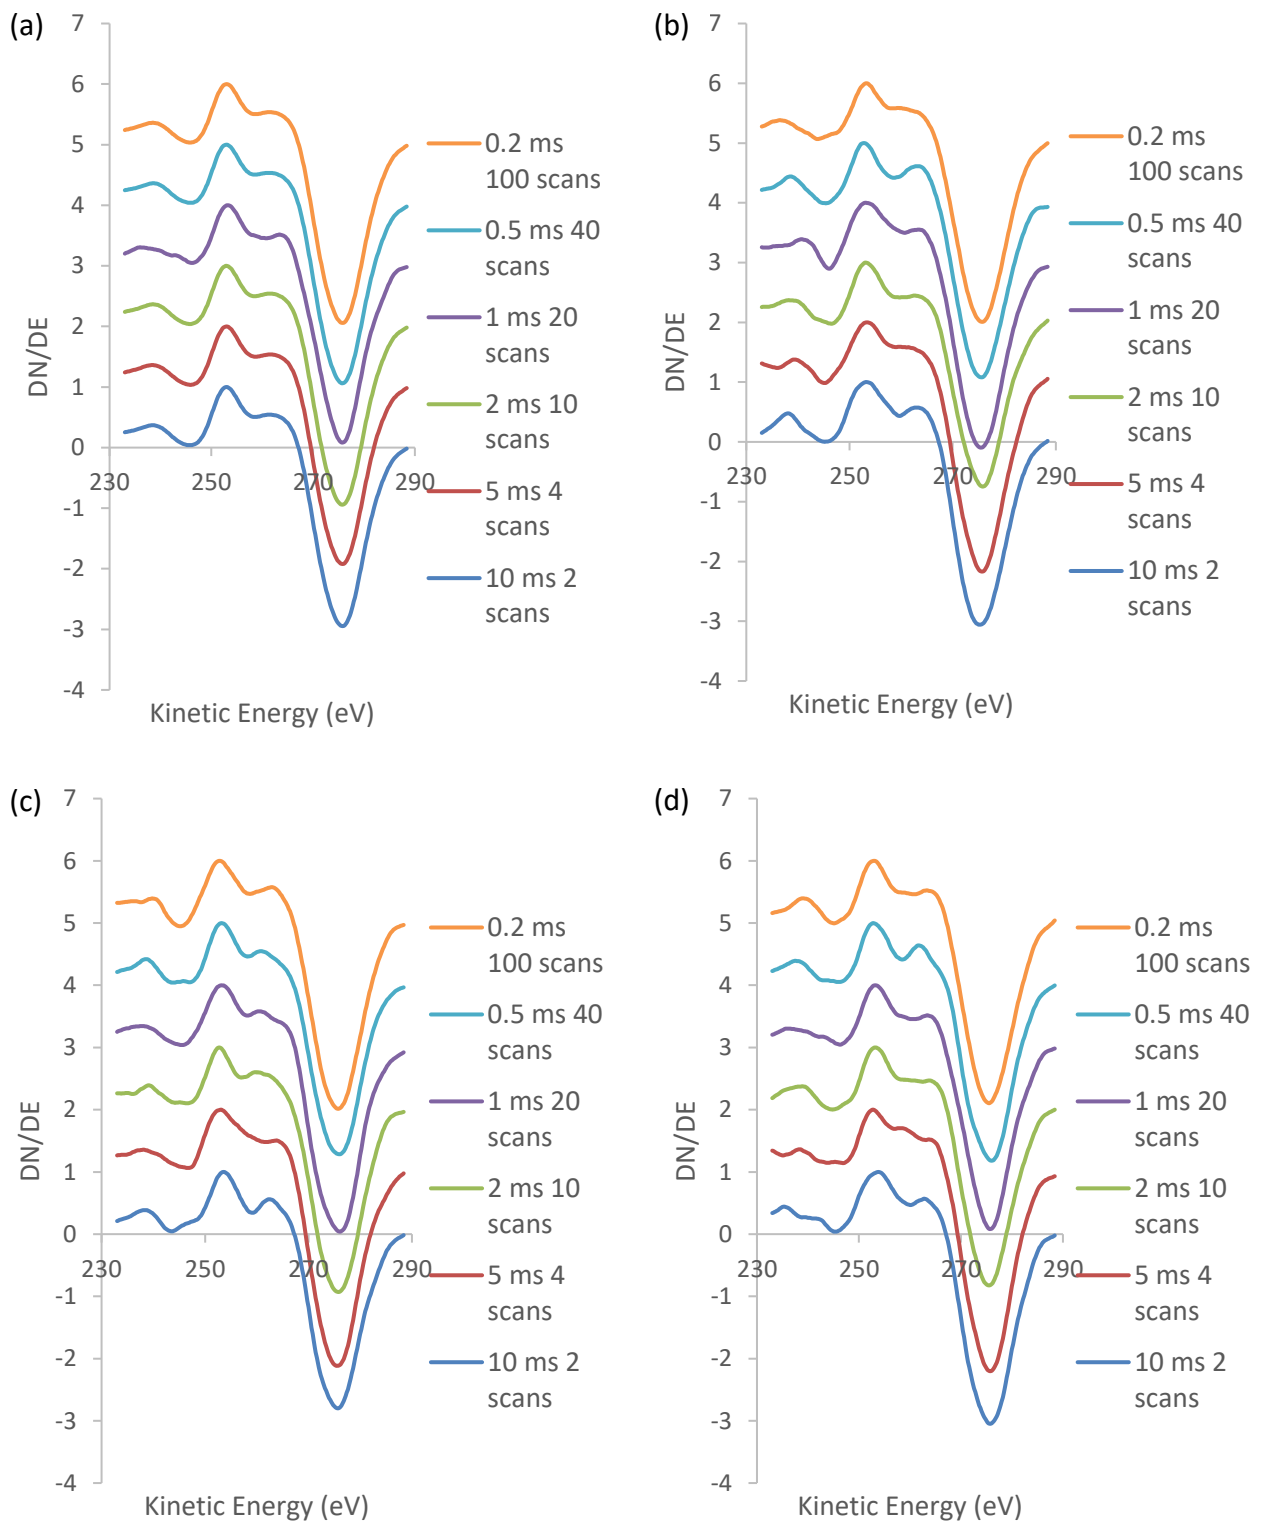 (a)
7
6
5
4
3
2
1
0
-1
-2
-3
-4
230
250
270
290
DN/DE
Kinetic Energy (eV)
0.2 ms
100 scans
0.5 ms 40
scans
1 ms 20
scans
2 ms 10
scans
5 ms 4
scans
10 ms 2
scans
(b)
7
6
5
4
3
2
1
0
-1
-2
-3
-4
230
250
270
290
DN/DE
Kinetic Energy (eV)
0.2 ms
100 scans
0.5 ms 40
scans
1 ms 20
scans
2 ms 10
scans
5 ms 4
scans
10 ms 2
scans
(c)
7
6
5
4
3
2
1
0
-1
-2
-3
-4
230
250
270
290
DN/DE
Kinetic Energy (eV)
0.2 ms
100 scans
0.5 ms 40
scans
1 ms 20
scans
2 ms 10
scans
5 ms 4
scans
10 ms 2
scans
(d)
7
6
5
4
3
2
1
0
-1
-2
-3
-4
230
250
270
290
DN/DE
Kinetic Energy (eV)
0.2 ms
100 scans
0.5 ms 40
scans
1 ms 20
scans
2 ms 10
scans
5 ms 4
scans
10 ms 2
scans